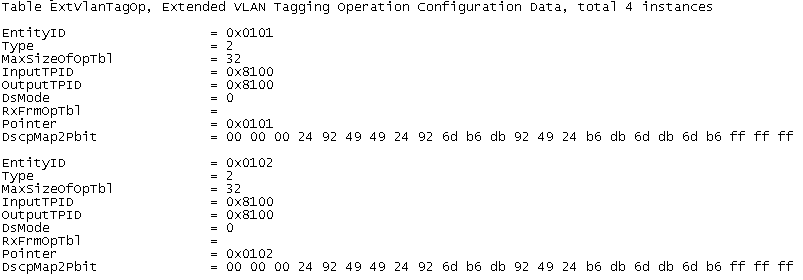 Table ExtVlanTagOp, Extended VLAN Tagging Operation Configuration Data, total 4 instances
EntityID = 0x0101
Type = 2
MaxSizeOfOpTbl = 32
InputTPID = 0x8100
OutputTPID = 0x8100
DsMode = 0
RxFrmOpTbl =
Pointer = 0x0101
DscpMap2Pbit = 00 00 00 24 92 49 49 24 92 6d b6 db 92 49 24 b6 db 6d b6 db 6d b6 ff ff ff
EntityID = 0x0102
Type = 2
MaxSizeOfOpTbl = 32
InputTPID = 0x8100
OutputTPID = 0x8100
DsMode = 0
RxFrmOpTbl =
Pointer = 0x0102
DscpMap2Pbit = 00 00 00 24 92 49 49 24 92 6d b6 db 92 49 24 b6 db 6d db 6d b6 ff ff ff